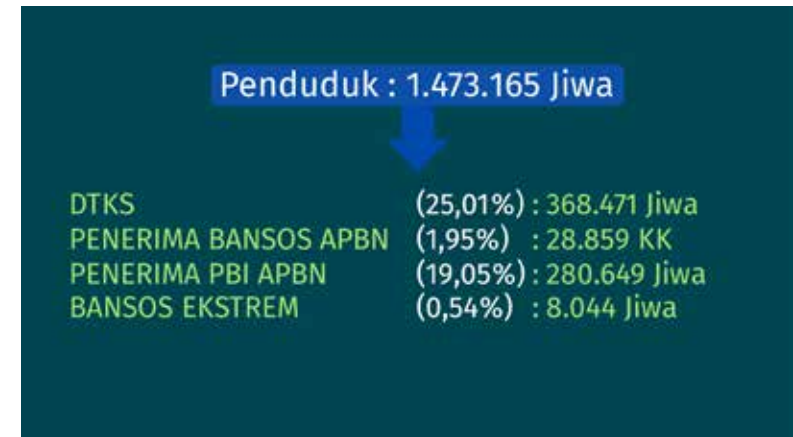 Penduduk : 1.473.165 Jiwa
DTKS (25,01%) : 368.471 Jiwa
PENERIMA BANSOS APBN (1,95%) : 28.859 KK
PENERIMA PBI APBN (19,05%) : 280.649 Jiwa
BANSOS EKSTREM (0,54%) : 8.044 Jiwa